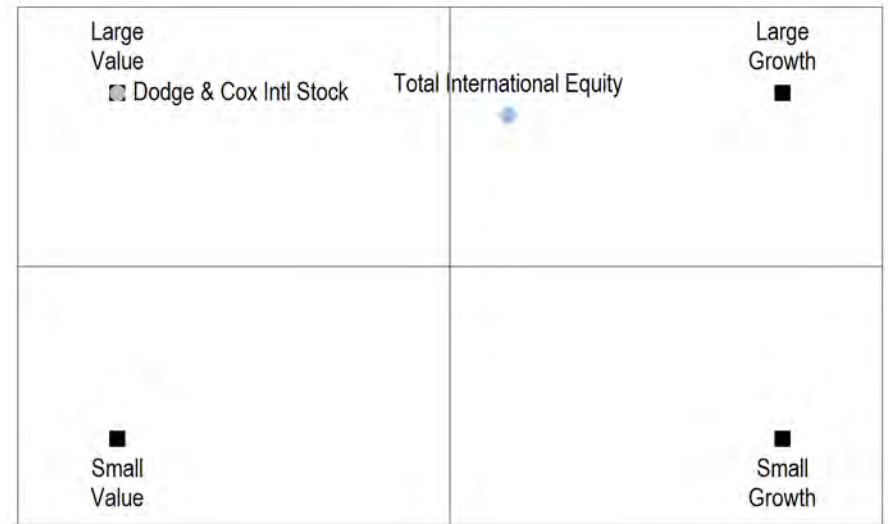 Large
Value
Dodge & Cox Intl Stock
Total International Equity
Large
Growth
Small
Value
Small
Growth